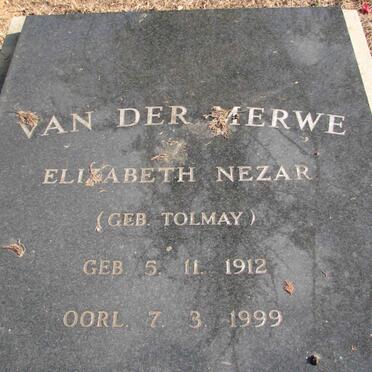 VAN DER MERWE
ELIZABETH NEZAR
(GEB. TOLMAY)
GEB. 5. 11. 1912
OORL. 7. 3. 1999